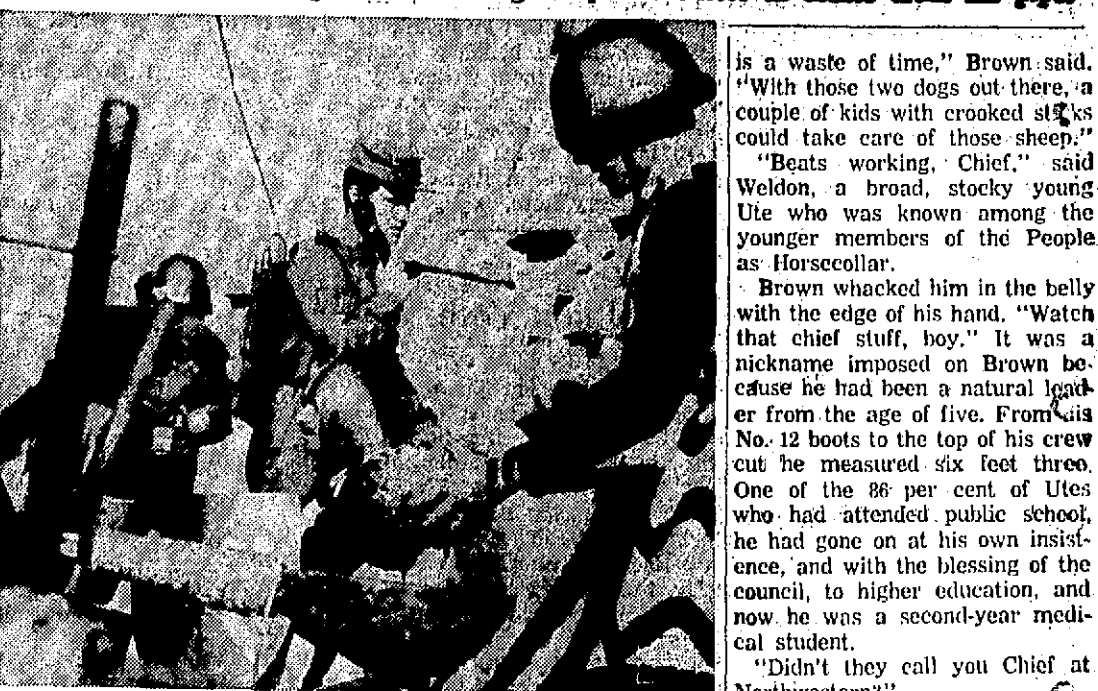 is a waste of time," Brown said.
"With those two dogs out there, a
couple of kids with crooked sticks
could take care of those sheep."
"Beats working, Chief," said
Weldon, a broad, stocky young
Ute who was known among the
younger members of the People
as Horsecollar.
Brown whacked him in the belly
with the edge of his hand. "Watch
that chief stuff, boy." It was a
nickname imposed on Brown be-
cause he had been a natural lead-
er from the age of five. From his
No. 12 boots to the top of his crew
cut he measured six feet three.
One of the 86 per cent of Utes
who had attended public school,
he had gone on at his own insist-
ence, and with the blessing of the
council, to higher education, and
now he was a second-year medi-
cal student.
"Didn't they call you Chief at